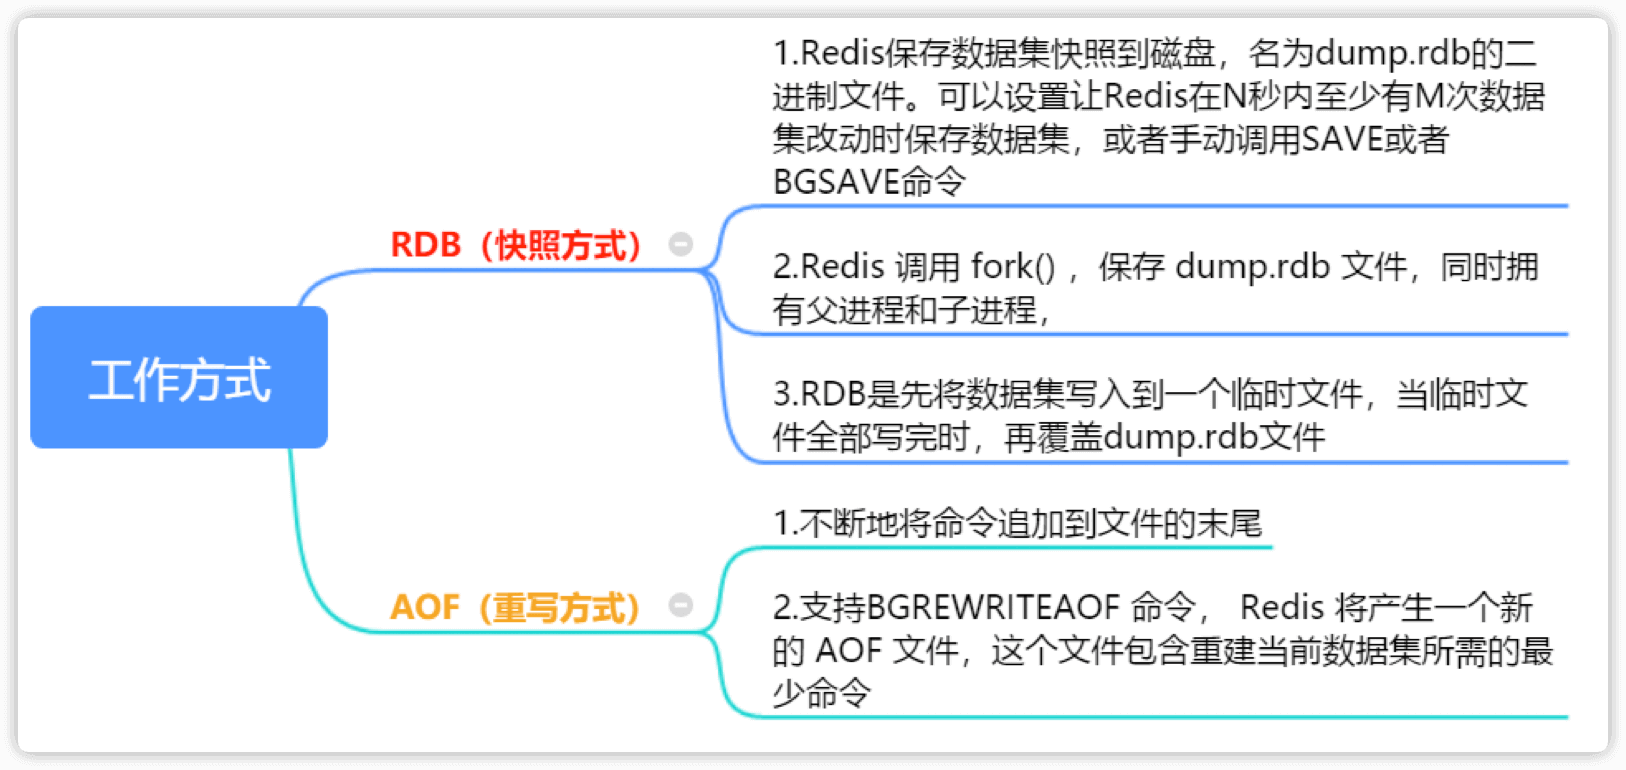 工作方式
RDB（快照方式）
1.Redis保存数据集快照到磁盘，名为dump.rdb的二
进制文件。可以设置让Redis在N秒内至少有M次数据
集改动时保存数据集，或者手动调用SAVE或者
BGSAVE命令
2.Redis 调用 fork() ，保存 dump.rdb 文件，同时拥
有父进程和子进程，
3.RDB是先将数据集写入到一个临时文件，当临时文
件全部写完时，再覆盖dump.rdb文件
AOF（重写方式）
1.不断地将命令追加到文件的末尾
2.支持BGREWRITEAOF 命令， Redis 将产生一个新
的 AOF 文件，这个文件包含重建当前数据集所需的最
少命令